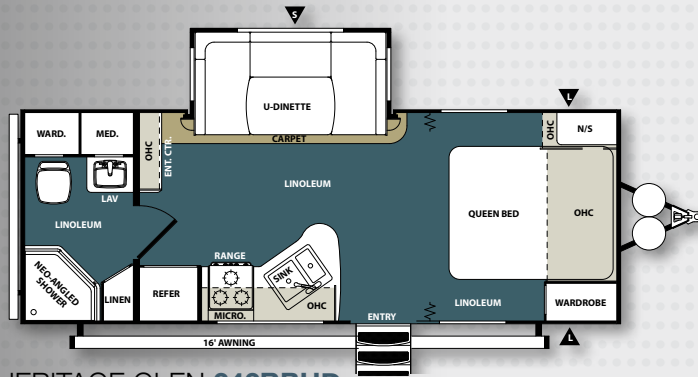 S
U-DINETTE
CARPET
WARD.
MED.
OHC
ENT. CTR.
LAV
LINOLEUM
LINOLEUM
L
OHC
N/S
QUEEN BED
OHC
NEO-ANGLED
SHOWER
LINEN
REFER
RANGE
SINK
MICRO.
OHC
ENTRY
LINOLEUM
WARDROBE
16' AWNING
L